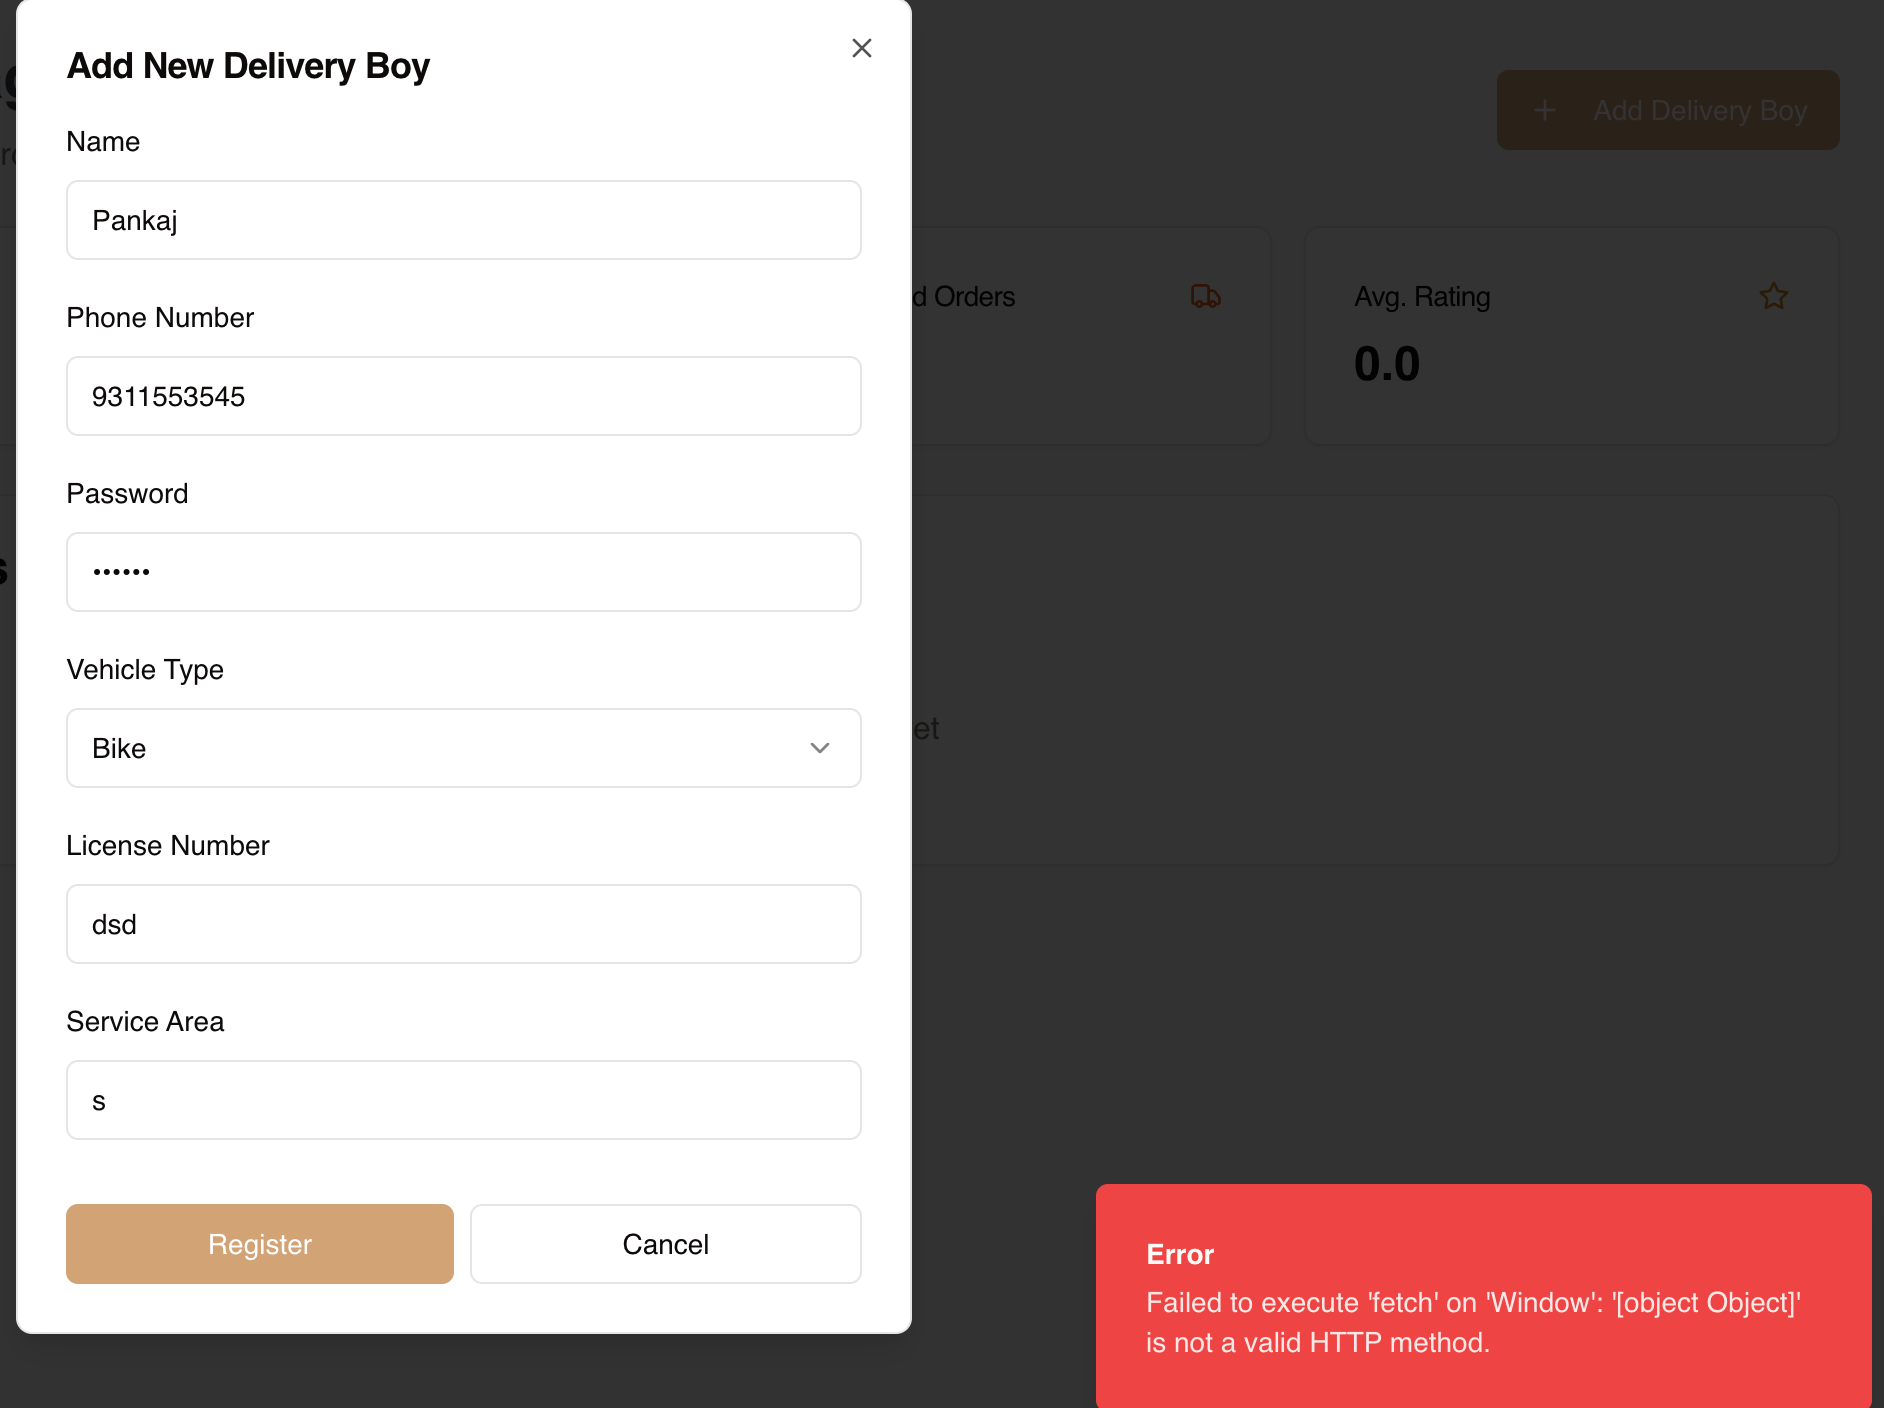 Add New Delivery Boy
Name
Pankaj
Phone Number
9311553545
Password
••••••
Vehicle Type
Bike
License Number
dsd
Service Area
s
Register
Cancel
+ Add Delivery Boy
d Orders
Avg. Rating
0.0
et
s
Error
Failed to execute 'fetch' on 'Window': '[object Object]'
is not a valid HTTP method.